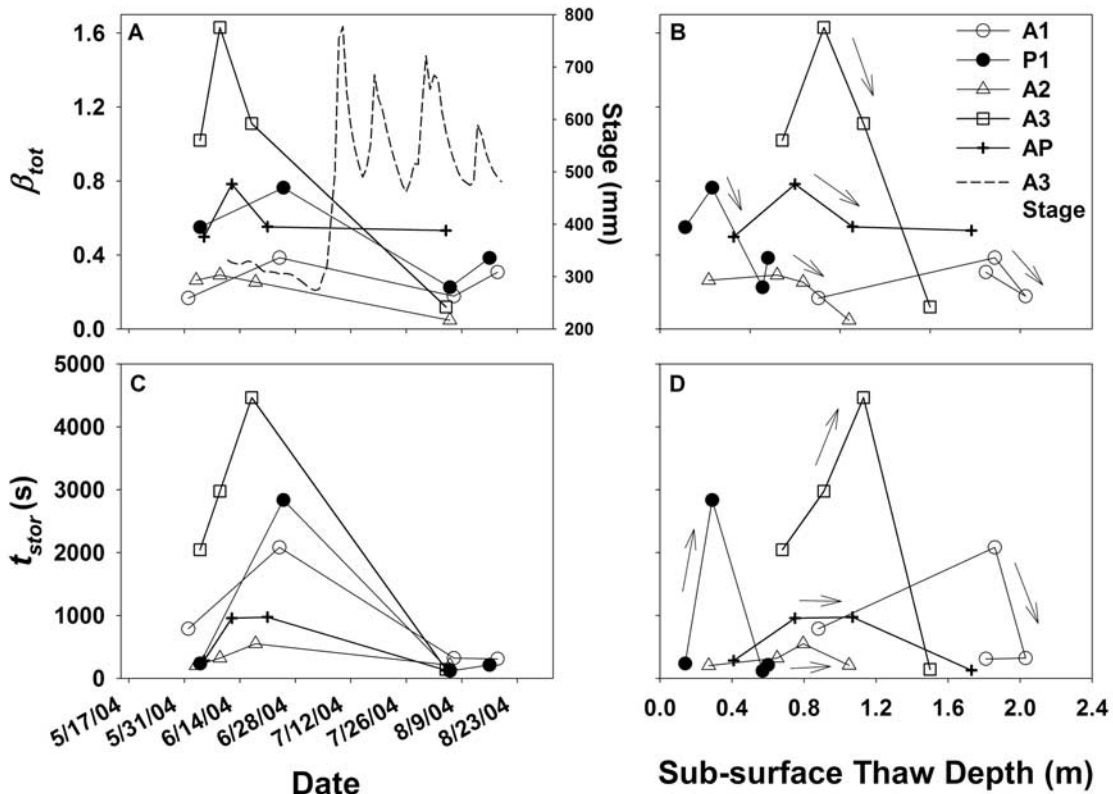 A
1.6
1.2
0.8
0.4
0.0
βtot
800
700
600
500
400
300
200
Stage (mm)
B
A1
P1
A2
A3
AP
A3
Stage
C
5000
4000
3000
2000
1000
0
tstor (s)
5/17/04
5/31/04
6/14/04
6/28/04
7/12/04
7/26/04
8/9/04
8/23/04
Date
D
0.0
0.4
0.8
1.2
1.6
2.0
2.4
Sub-surface Thaw Depth (m)